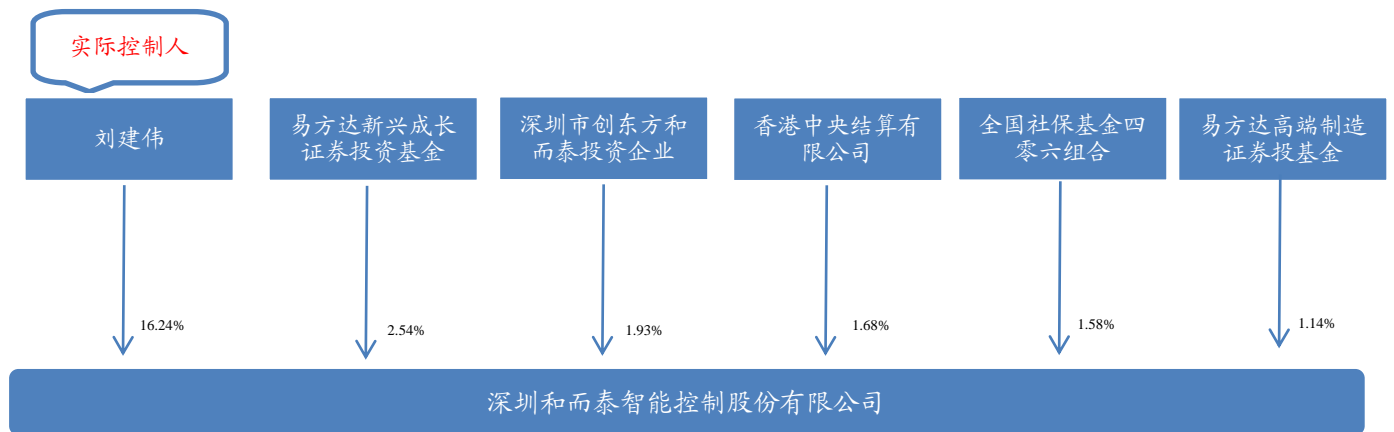 实际控制人
刘建伟
易方达新兴成长
证券投资基金
深圳市创东方和
而泰投资企业
香港中央结算有
限公司
全国社保基金四
零六组合
易方达高端制造
证券投基金
16.24%
2.54%
1.93%
1.68%
1.58%
1.14%
深圳和而泰智能控制股份有限公司